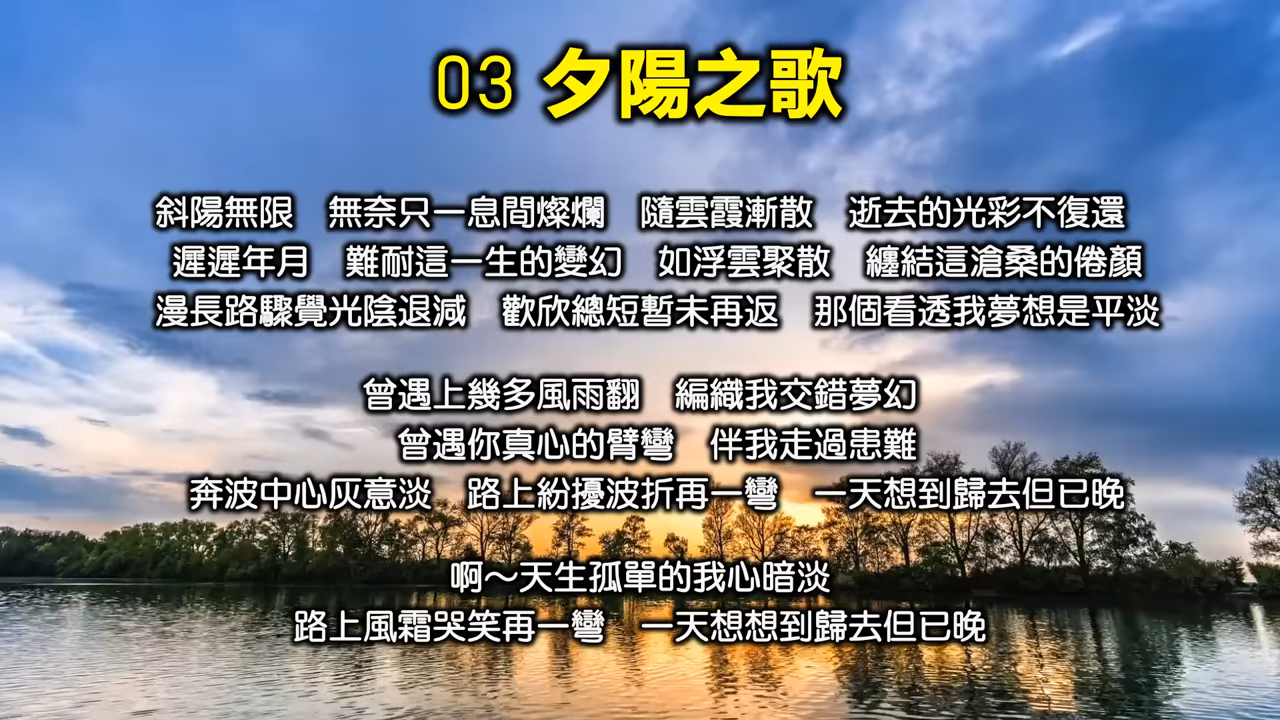 03 夕陽之歌
斜陽無限　無奈只一息間燦爛　隨雲霞漸散　逝去的光彩不復還
遲遲年月　難耐這一生的變幻　如浮雲聚散　纏結這滄桑的倦顏
漫長路驟覺光陰退減　歡欣總短暫未再返　那個看透我夢想是平淡
曾遇上幾多風雨翻　編織我交錯夢幻
曾遇你真心的臂彎　伴我走過患難
奔波中心灰意淡　路上紛擾波折再一彎　一天想到歸去但已晚
啊～天生孤單的我心暗淡
路上風霜哭笑再一彎　一天想想到歸去但已晚